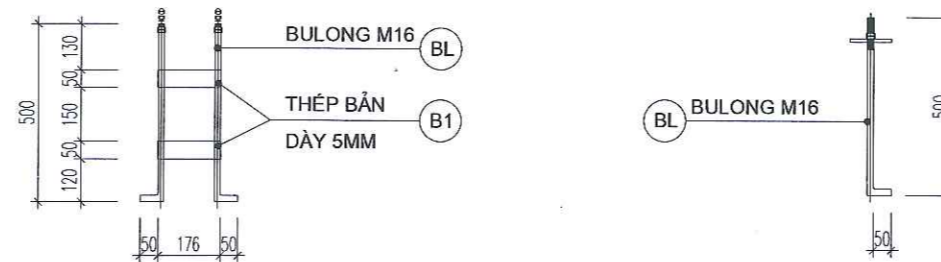 BULONG M16 BL
THÉP BẢN
DÀY 5MM
B1
130
50
150
50
120
500
50 176 50
BL BULONG M16
500
50